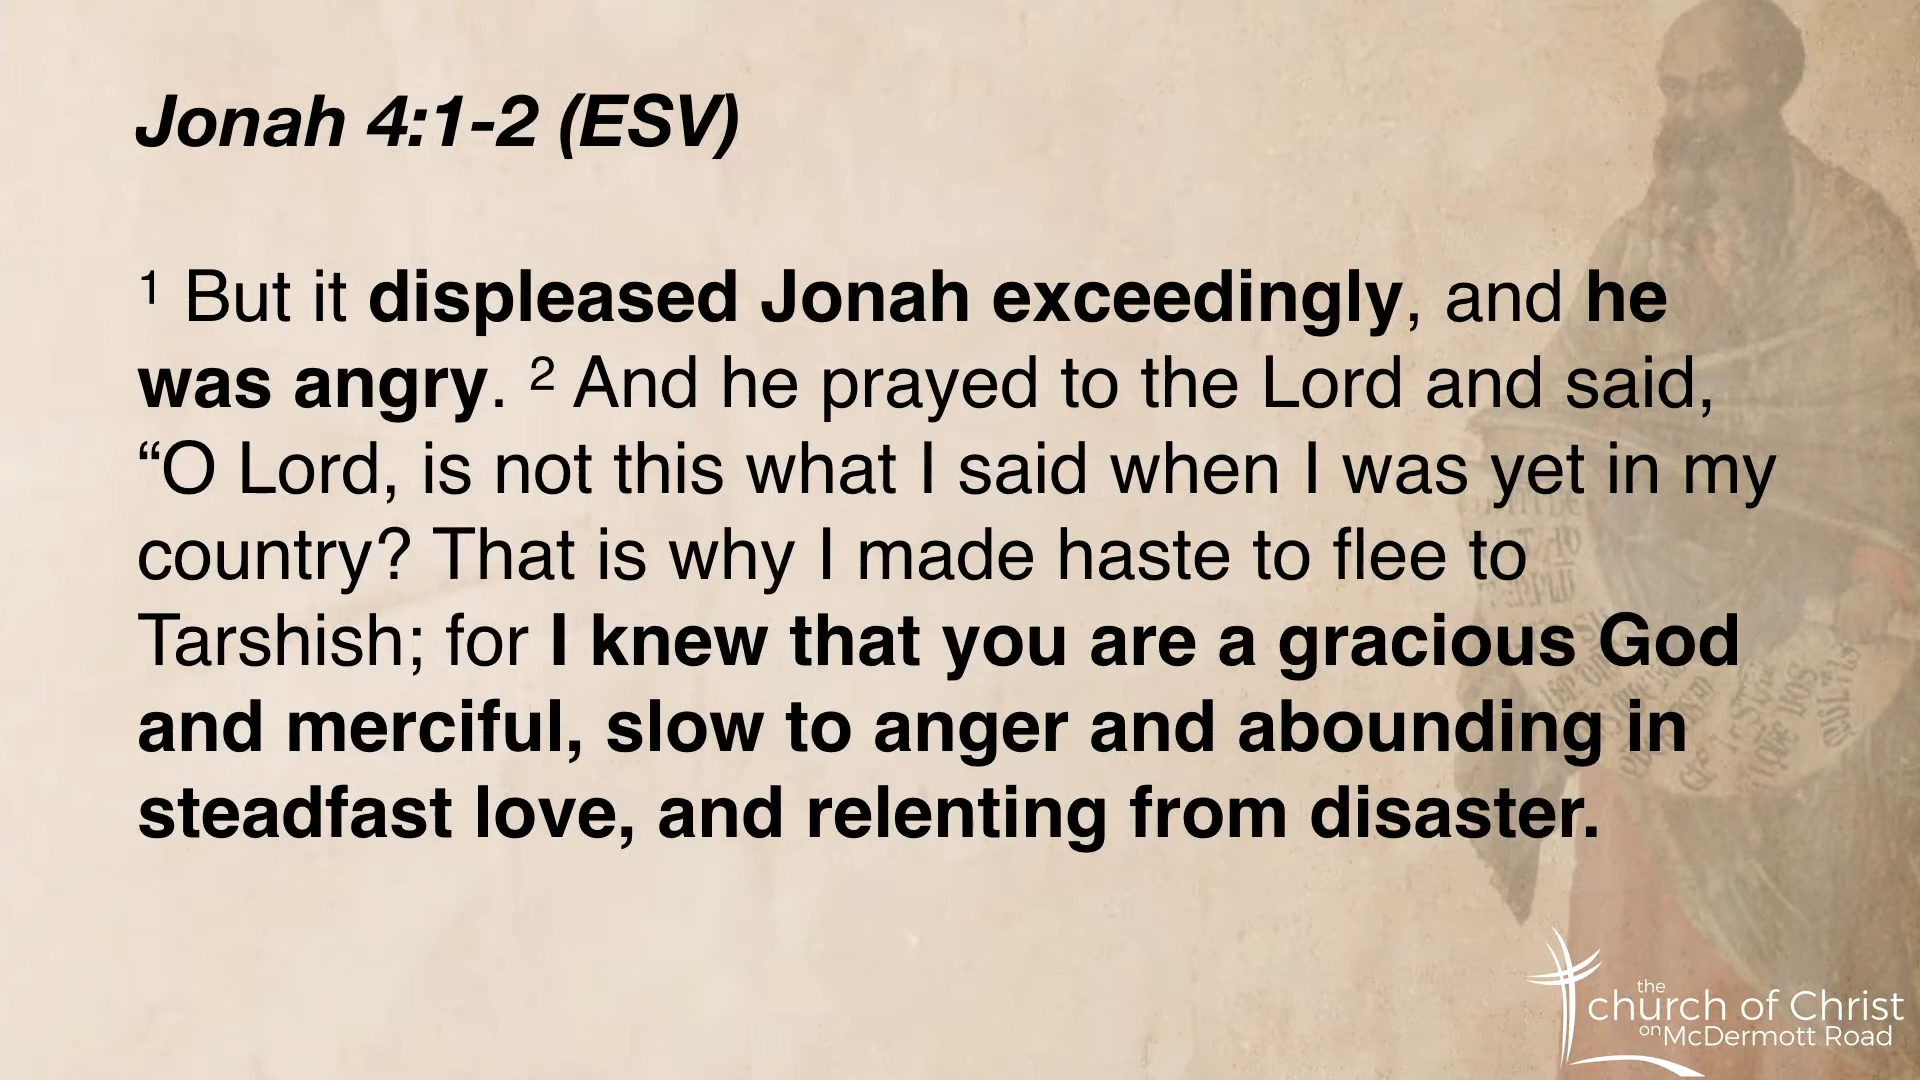 Jonah 4:1-2 (ESV)
¹ But it displeased Jonah exceedingly, and he
was angry. ² And he prayed to the Lord and said,
“O Lord, is not this what I said when I was yet in my
country? That is why I made haste to flee to
Tarshish; for I knew that you are a gracious God
and merciful, slow to anger and abounding in
steadfast love, and relenting from disaster.
the
church of Christ
on McDermott Road